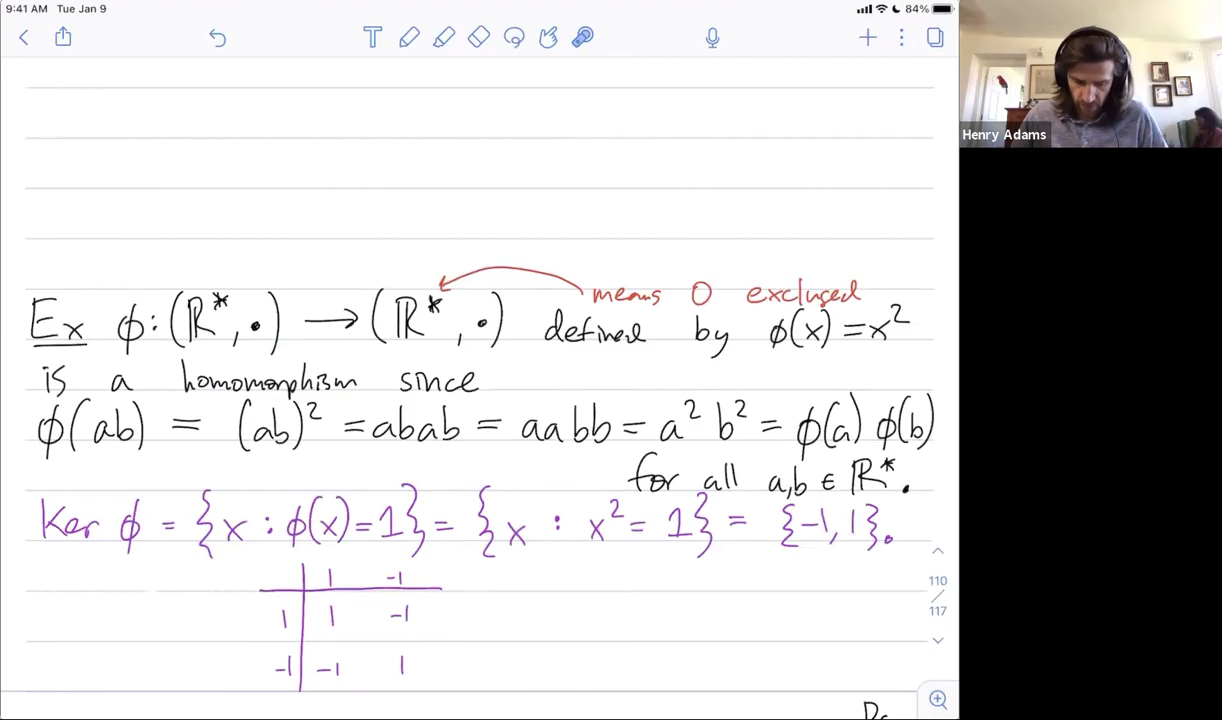 9:41 AM Tue Jan 9
84%
means 0 excluded
Ex ϕ: (ℝ*, •) → (ℝ*, •) defined by ϕ(x) = x²
is a homomorphism since
ϕ(ab) = (ab)² = abab = aabb = a² b² = ϕ(a) ϕ(b)
for all a,b ∈ ℝ*.
Ker ϕ = {x : ϕ(x) = 1} = {x : x² = 1} = {-1, 1}.
1 -1
1 1 -1
-1 -1 1
110
/
117
Henry Adams